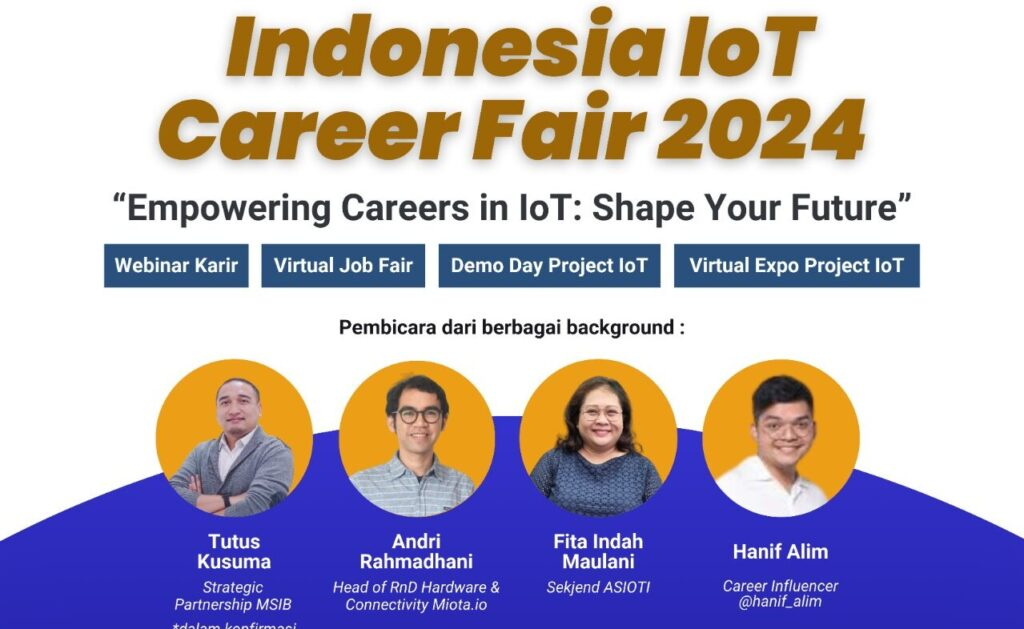 Indonesia IoT
Career Fair 2024
“Empowering Careers in IoT: Shape Your Future”
Webinar Karir
Virtual Job Fair
Demo Day Project IoT
Virtual Expo Project IoT
Pembicara dari berbagai background :
Tutus
Kusuma
Strategic
Partnership MSIB
*dalam konfirmasi
Andri
Rahmadhani
Head of RnD Hardware &
Connectivity Miota.io
Fita Indah
Maulani
Sekjend ASIOTI
Hanif Alim
Career Influencer
@hanif_alim